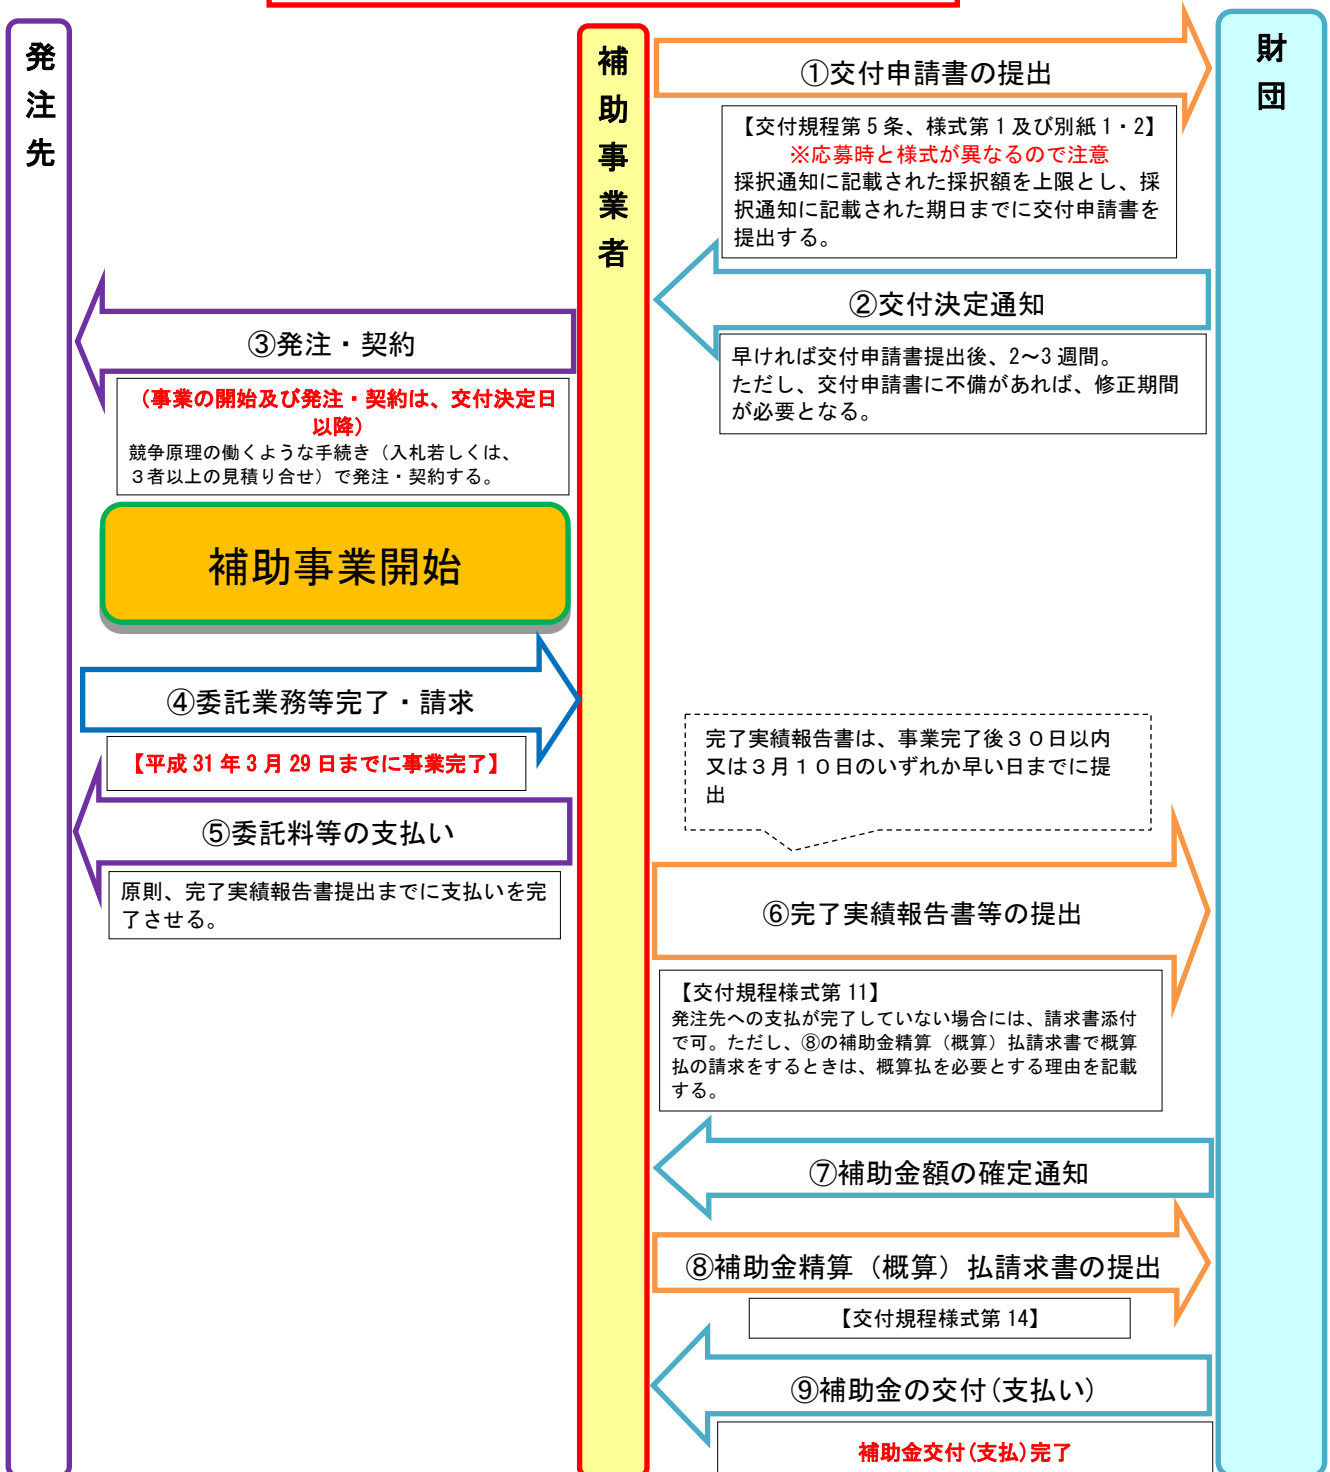 発注先
補助事業者
財団
①交付申請書の提出
【交付規程第5条、様式第1及び別紙1・2】
※応募時と様式が異なるので注意
採択通知に記載された採択額を上限とし、採
択通知に記載された期日までに交付申請書を
提出する。
②交付決定通知
早ければ交付申請書提出後、2～3週間。
ただし、交付申請書に不備があれば、修正期間
が必要となる。
③発注・契約
（事業の開始及び発注・契約は、交付決定日
以降）
競争原理の働くような手続き（入札若しくは、
３者以上の見積り合せ）で発注・契約する。
補助事業開始
④委託業務等完了・請求
【平成31年3月29日までに事業完了】
⑤委託料等の支払い
原則、完了実績報告書提出までに支払いを完
了させる。
完了実績報告書は、事業完了後３０日以内
又は３月１０日のいずれか早い日までに提
出
⑥完了実績報告書等の提出
【交付規程様式第11】
発注先への支払が完了していない場合には、請求書添付
で可。ただし、⑧の補助金精算（概算）払請求書で概算
払の請求をするときは、概算払を必要とする理由を記載
する。
⑦補助金額の確定通知
⑧補助金精算（概算）払請求書の提出
【交付規程様式第14】
⑨補助金の交付(支払い)
補助金交付(支払)完了